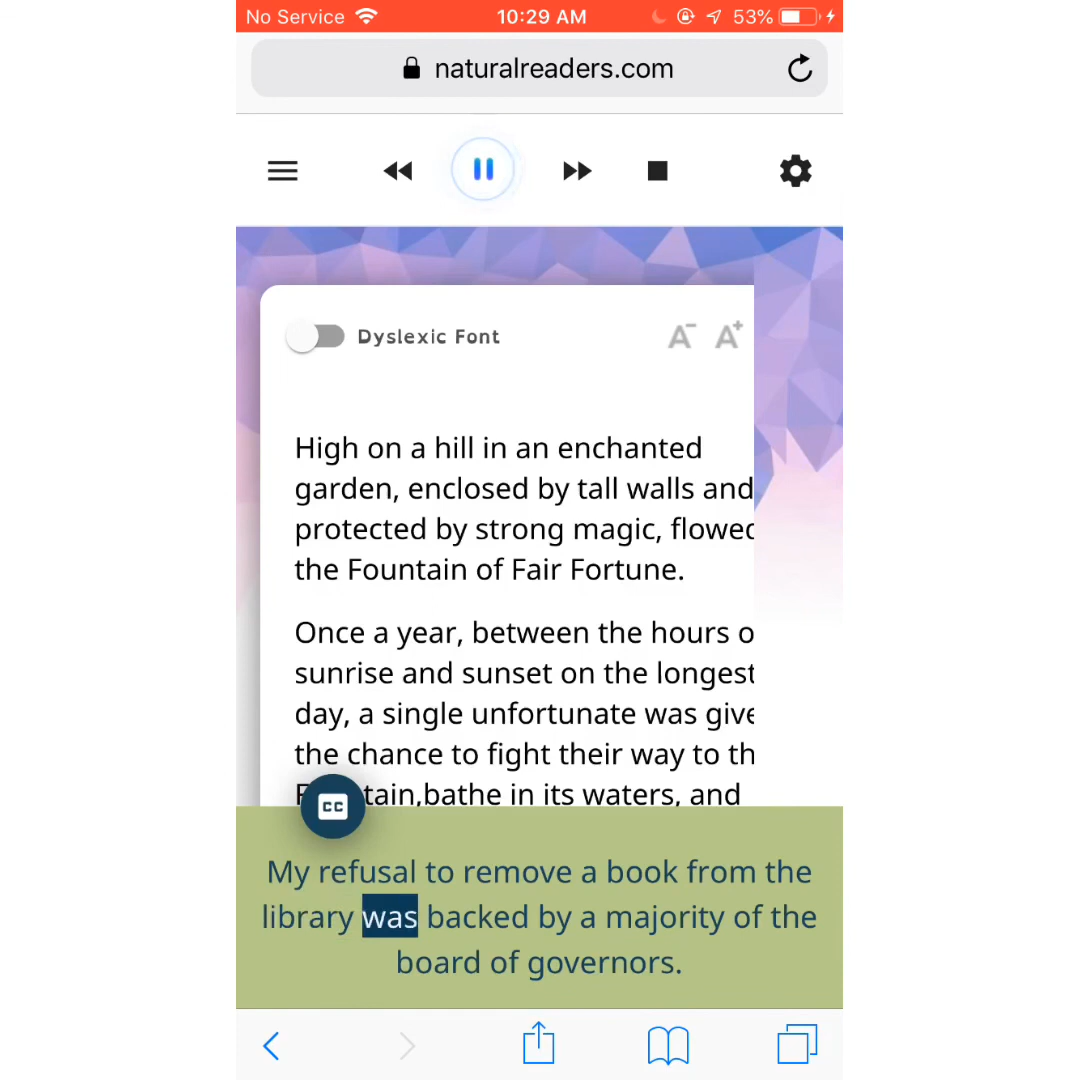 No Service 10:29 AM 53%
naturalreaders.com
Dyslexic Font A- A+
High on a hill in an enchanted
garden, enclosed by tall walls and
protected by strong magic, flowed
the Fountain of Fair Fortune.
Once a year, between the hours o
sunrise and sunset on the longest
day, a single unfortunate was give
the chance to fight their way to th
F tain,bathe in its waters, and
CC
My refusal to remove a book from the
library was backed by a majority of the
board of governors.